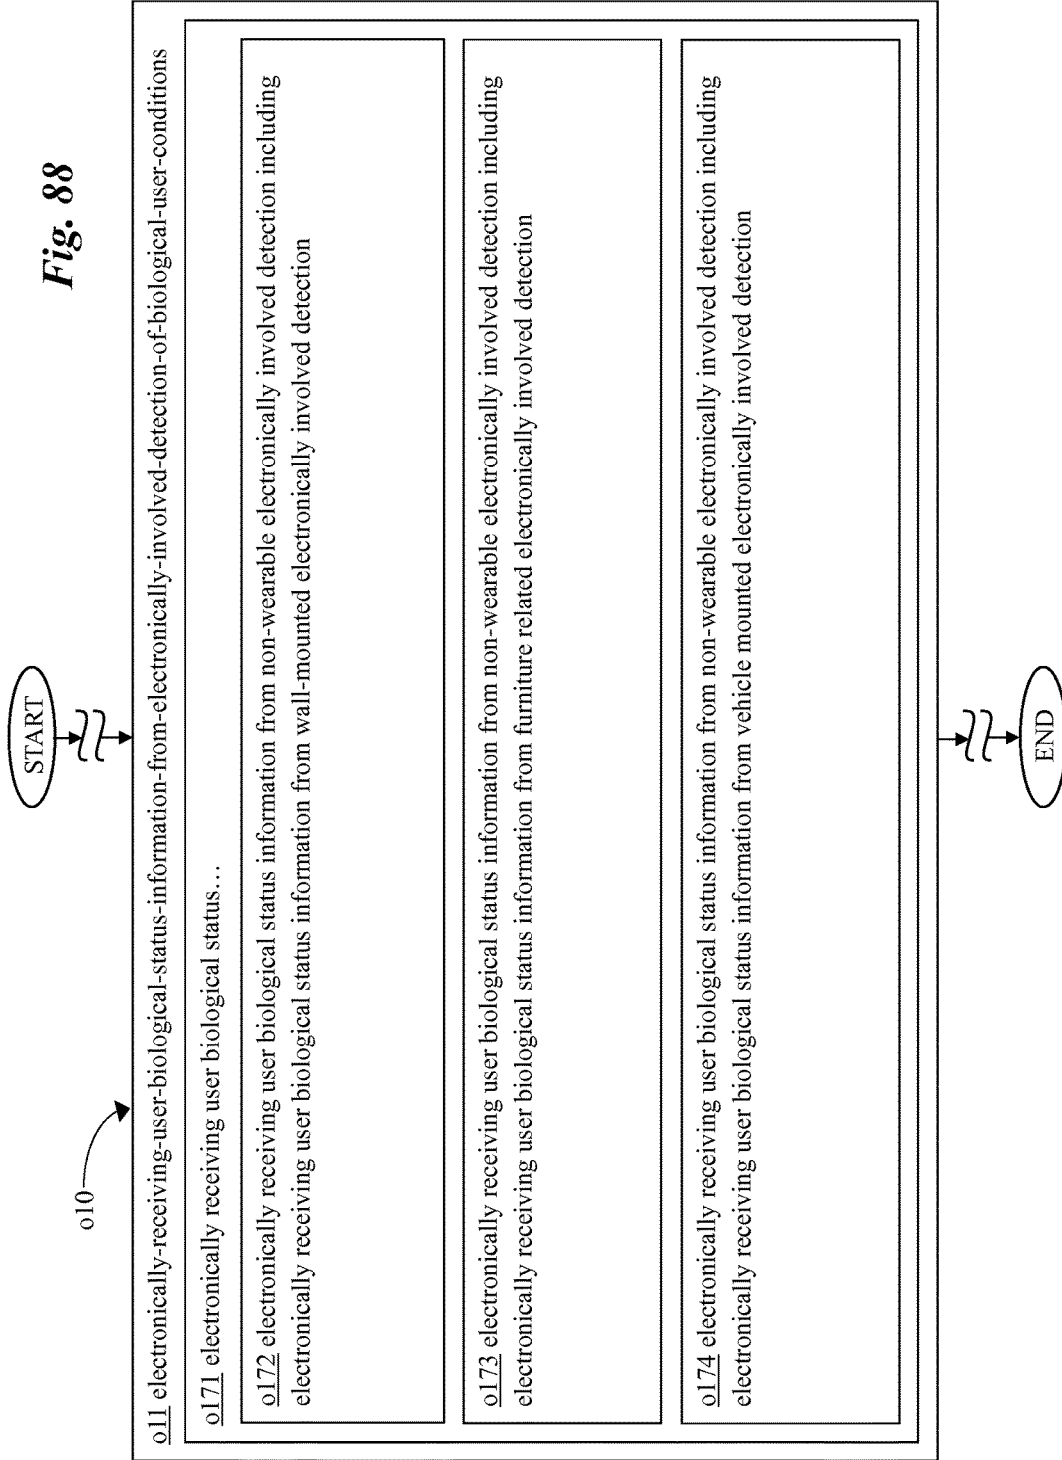 Fig. 88
START
o10
o11 electronically-receiving-user-biological-status-information-from-electronically-involved-detection-of-biological-user-conditions
o171 electronically receiving user biological status…
o172 electronically receiving user biological status information from non-wearable electronically involved detection including
electronically receiving user biological status information from wall-mounted electronically involved detection
o173 electronically receiving user biological status information from non-wearable electronically involved detection including
electronically receiving user biological status information from furniture related electronically involved detection
o174 electronically receiving user biological status information from non-wearable electronically involved detection including
electronically receiving user biological status information from vehicle mounted electronically involved detection
END